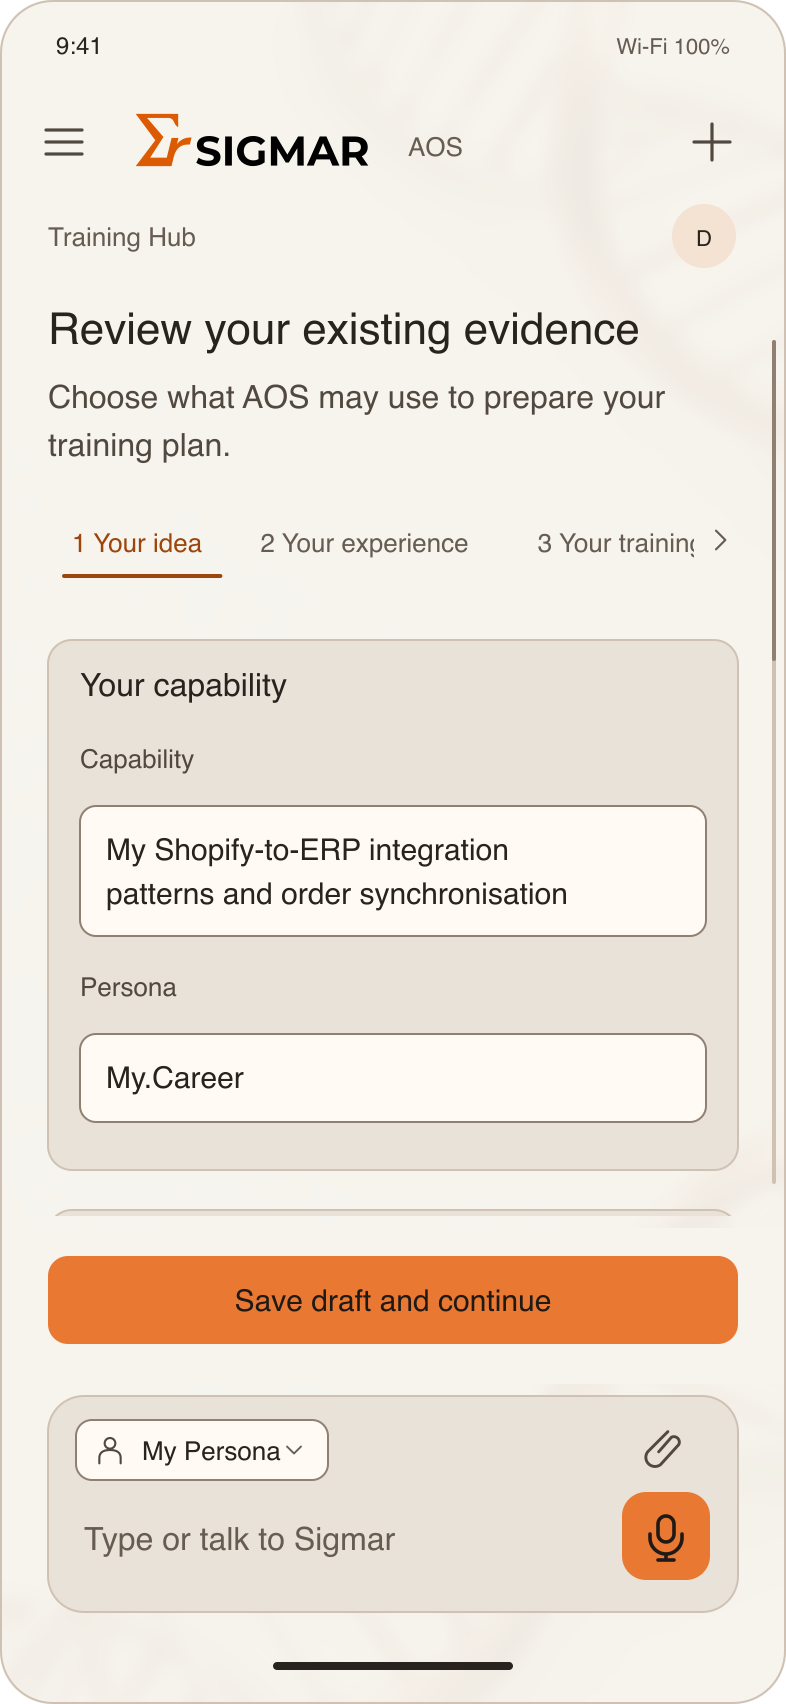 9:41
Wi-Fi 100%
Σr SIGMAR
AOS
Training Hub
D
Review your existing evidence
Choose what AOS may use to prepare your
training plan.
1 Your idea
2 Your experience
3 Your training
Your capability
Capability
My Shopify-to-ERP integration
patterns and order synchronisation
Persona
My.Career
Save draft and continue
My Persona
Type or talk to Sigmar